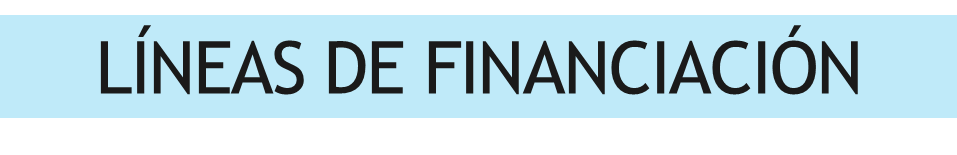 LÍNEAS DE FINANCIACIÓN